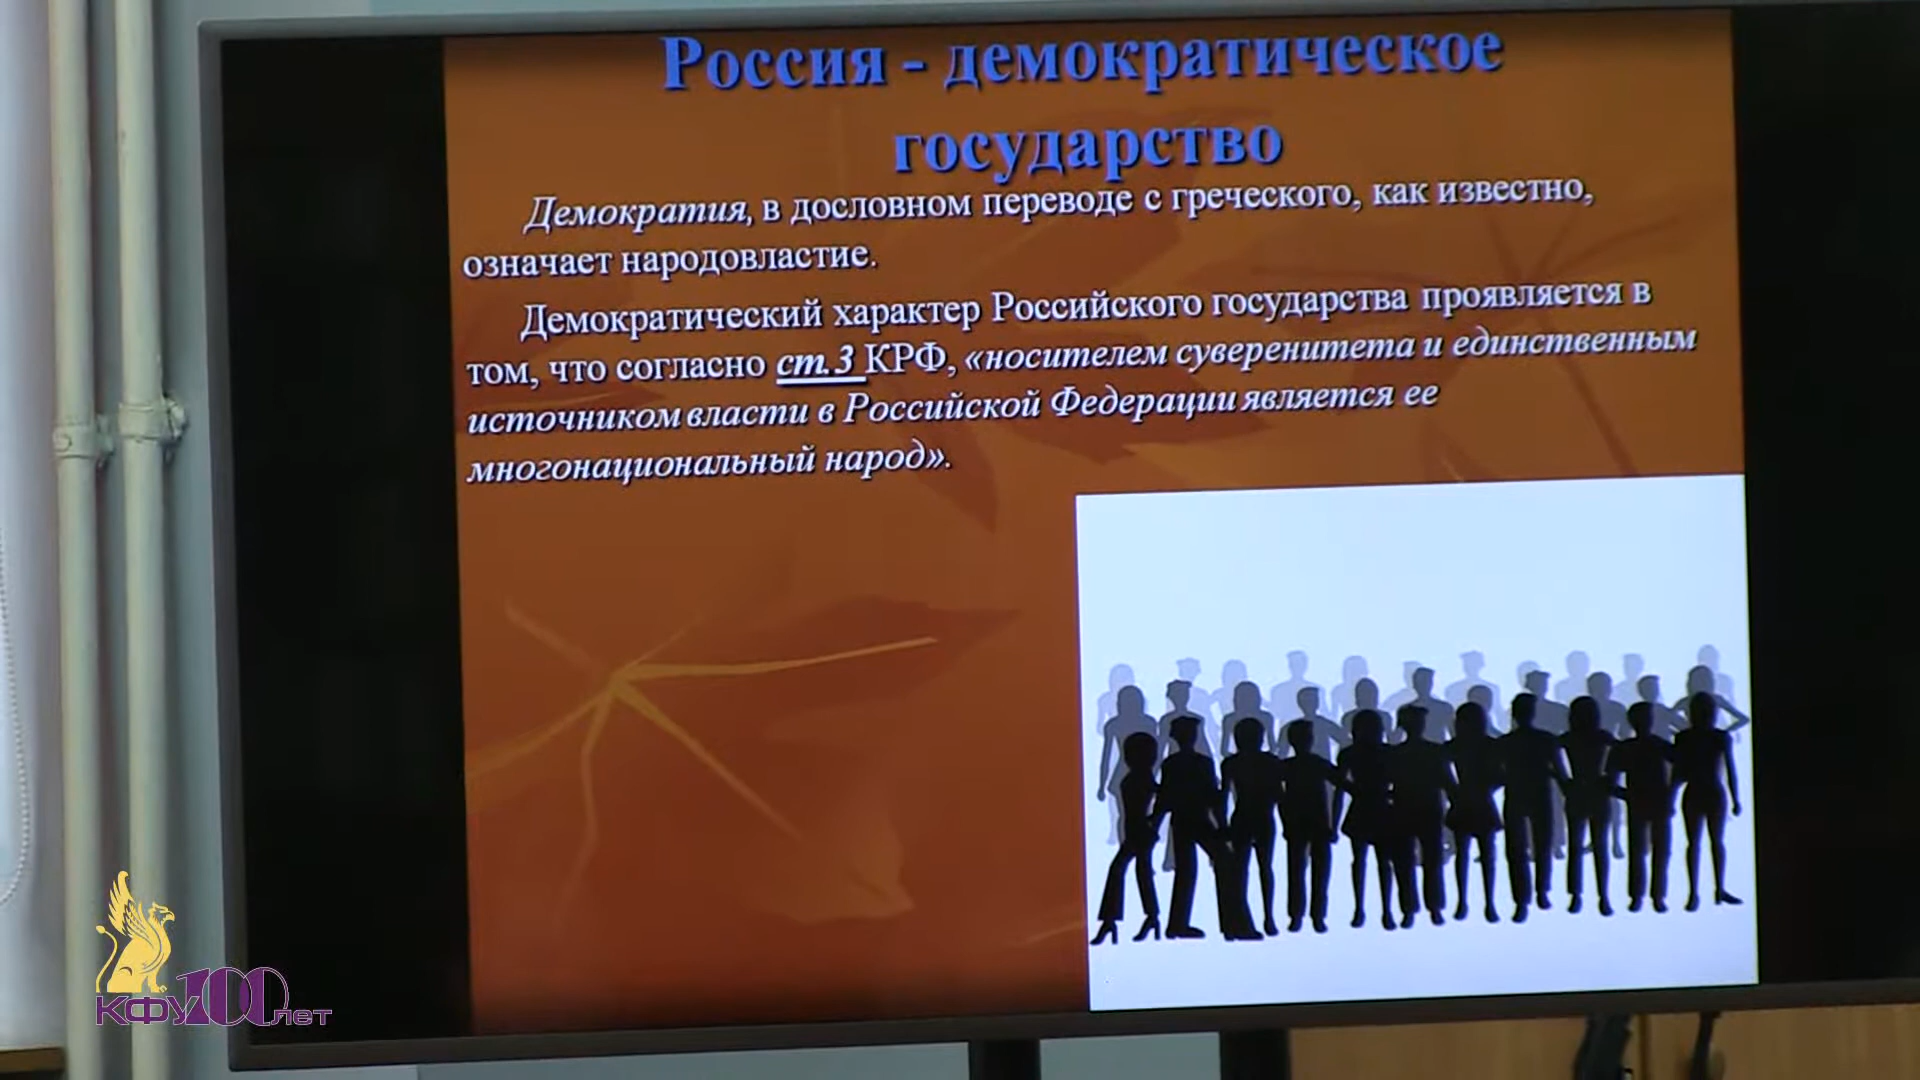 Россия - демократическое
государство
Демократия, в дословном переводе с греческого, как известно,
означает народовластие.
Демократический характер Российского государства проявляется в
том, что согласно ст.3 КРФ, «носителем суверенитета и единственным
источником власти в Российской Федерации является ее
многонациональный народ».
КФУ100лет